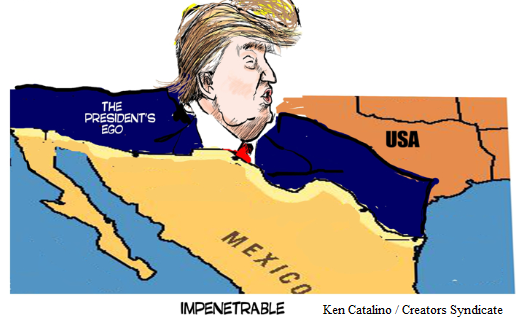 THE
PRESIDENT'S
EGO
USA
MEXICO
IMPENETRABLE
Ken Catalino / Creators Syndicate